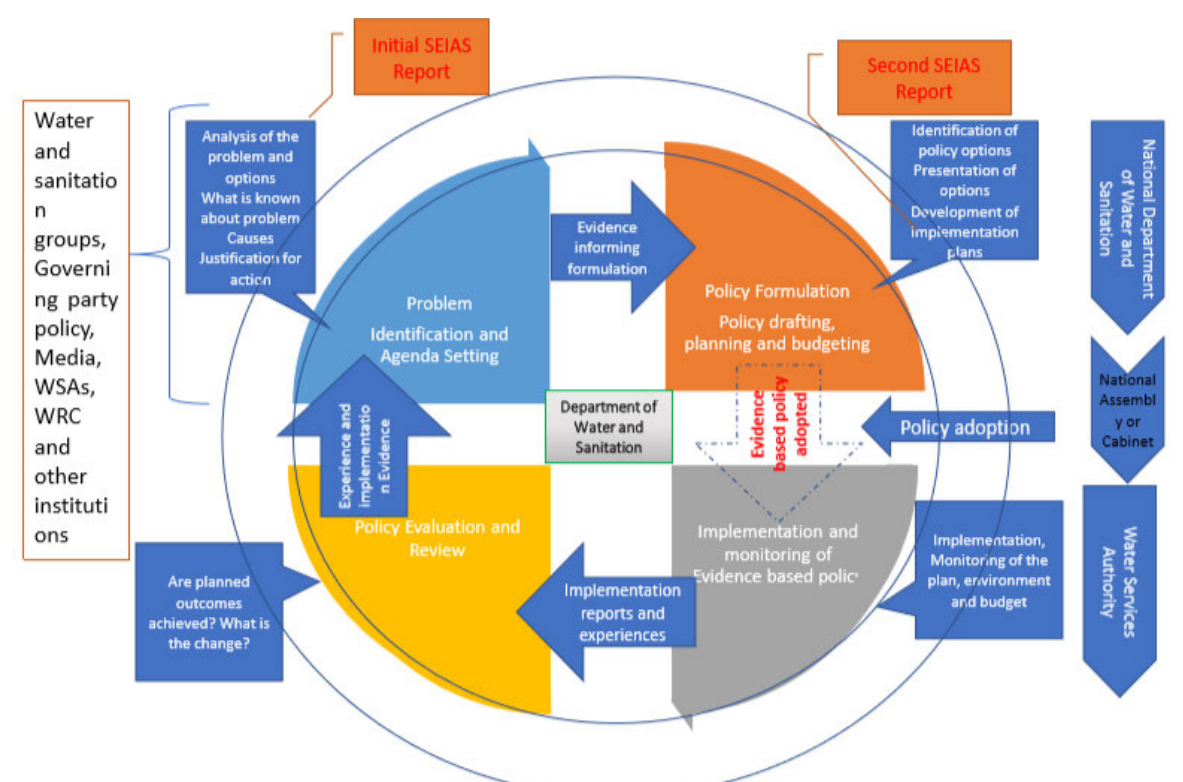 Initial SEIAS
Report
Second SEIAS
Report
Water
and
sanitatio
n
groups,
Governi
ng party
policy,
Media,
WSAs,
WRC
and
other
instituti
ons
Analysis of the
problem and
options
What is known
about problem
Causes
Justification for
action
Identification of
policy options
Presentation of
options
Development of
implementation
plans
National Department
of Water and
Sanitation
Evidence
informing
formulation
Problem
Identification and
Agenda Setting
Policy Formulation
Policy drafting,
planning and budgeting
National
Assembl
y or
Cabinet
Department of
Water and
Sanitation
Evidence
based policy
adopted
Policy adoption
Experience and
implementatio
n Evidence
Policy Evaluation and
Review
Implementation and
monitoring of
Evidence based policy
Implementation,
Monitoring of the
plan, environment
and budget
Water Services
Authority
Are planned
outcomes
achieved? What is
the change?
Implementation
reports and
experiences